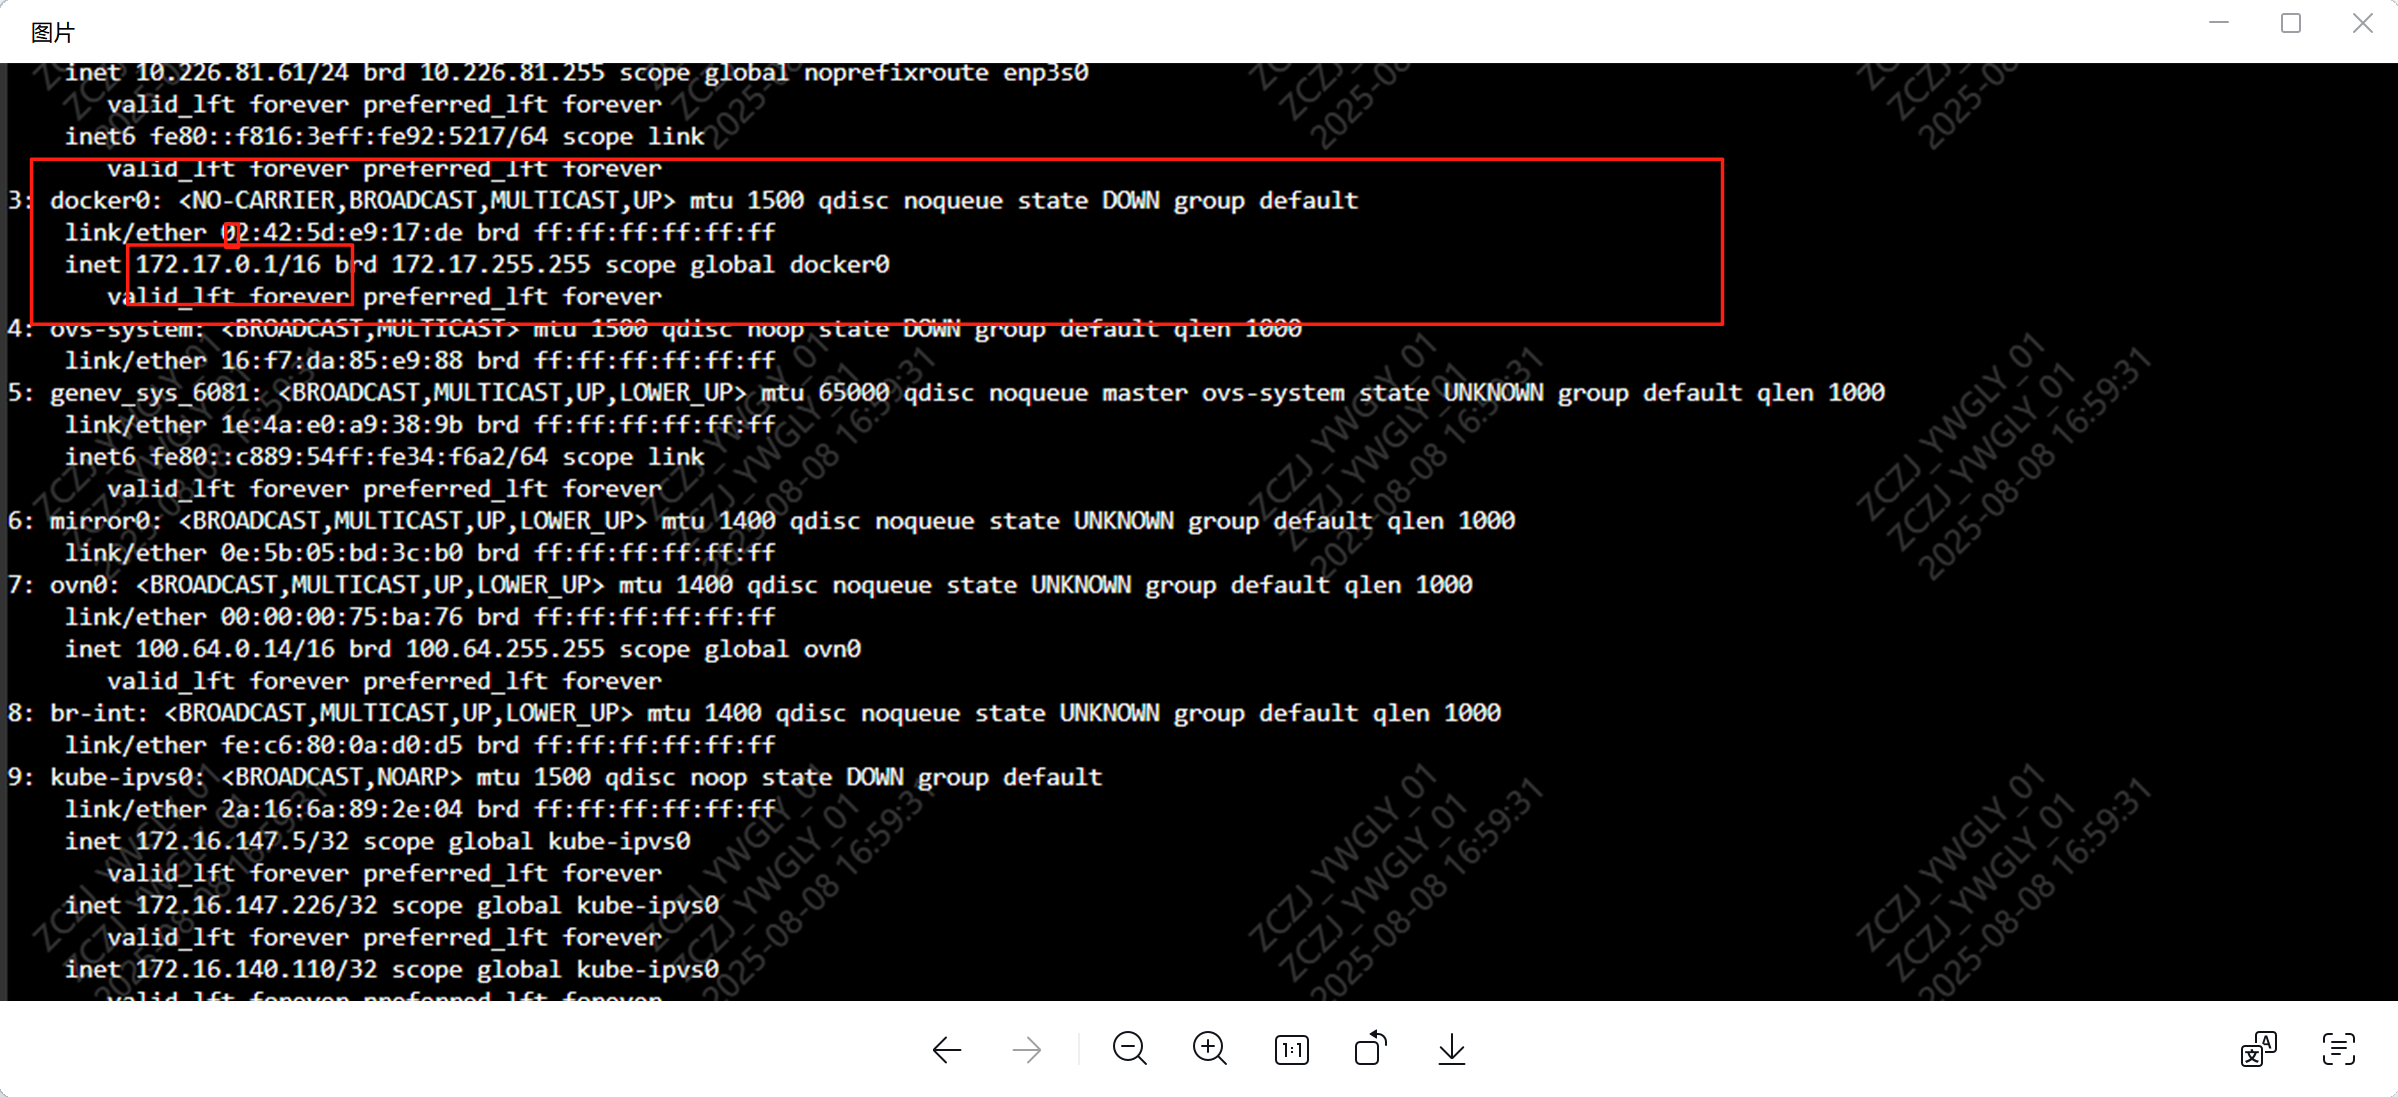 图片
inet 10.226.81.61/24 brd 10.226.81.255 scope global noprefixroute enp3s0
valid_lft forever preferred_lft forever
inet6 fe80::f816:3eff:fe92:5217/64 scope link
valid_lft forever preferred_lft forever
3: docker0: <NO-CARRIER,BROADCAST,MULTICAST,UP> mtu 1500 qdisc noqueue state DOWN group default
link/ether 02:42:5d:e9:17:de brd ff:ff:ff:ff:ff:ff
inet 172.17.0.1/16 brd 172.17.255.255 scope global docker0
valid_lft forever preferred_lft forever
4: ovs-system: <BROADCAST,MULTICAST> mtu 1500 qdisc noop state DOWN group default qlen 1000
link/ether 16:f7:da:85:e9:88 brd ff:ff:ff:ff:ff:ff
5: genev_sys_6081: <BROADCAST,MULTICAST,UP,LOWER_UP> mtu 65000 qdisc noqueue master ovs-system state UNKNOWN group default qlen 1000
link/ether 1e:4a:e0:a9:38:9b brd ff:ff:ff:ff:ff:ff
inet6 fe80::c889:54ff:fe34:f6a2/64 scope link
valid_lft forever preferred_lft forever
6: mirror0: <BROADCAST,MULTICAST,UP,LOWER_UP> mtu 1400 qdisc noqueue state UNKNOWN group default qlen 1000
link/ether 0e:5b:05:bd:3c:b0 brd ff:ff:ff:ff:ff:ff
7: ovn0: <BROADCAST,MULTICAST,UP,LOWER_UP> mtu 1400 qdisc noqueue state UNKNOWN group default qlen 1000
link/ether 00:00:00:75:ba:76 brd ff:ff:ff:ff:ff:ff
inet 100.64.0.14/16 brd 100.64.255.255 scope global ovn0
valid_lft forever preferred_lft forever
8: br-int: <BROADCAST,MULTICAST,UP,LOWER_UP> mtu 1400 qdisc noqueue state UNKNOWN group default qlen 1000
link/ether fe:c6:80:0a:d0:d5 brd ff:ff:ff:ff:ff:ff
9: kube-ipvs0: <BROADCAST,NOARP> mtu 1500 qdisc noop state DOWN group default
link/ether 2a:16:6a:89:2e:04 brd ff:ff:ff:ff:ff:ff
inet 172.16.147.5/32 scope global kube-ipvs0
valid_lft forever preferred_lft forever
inet 172.16.147.226/32 scope global kube-ipvs0
valid_lft forever preferred_lft forever
inet 172.16.140.110/32 scope global kube-ipvs0
valid_lft forever preferred_lft forever
ZCZJ_YWGLY_01
ZCZJ_YWGLY_01
2025-08-08 16:59:31
1:1
文 A